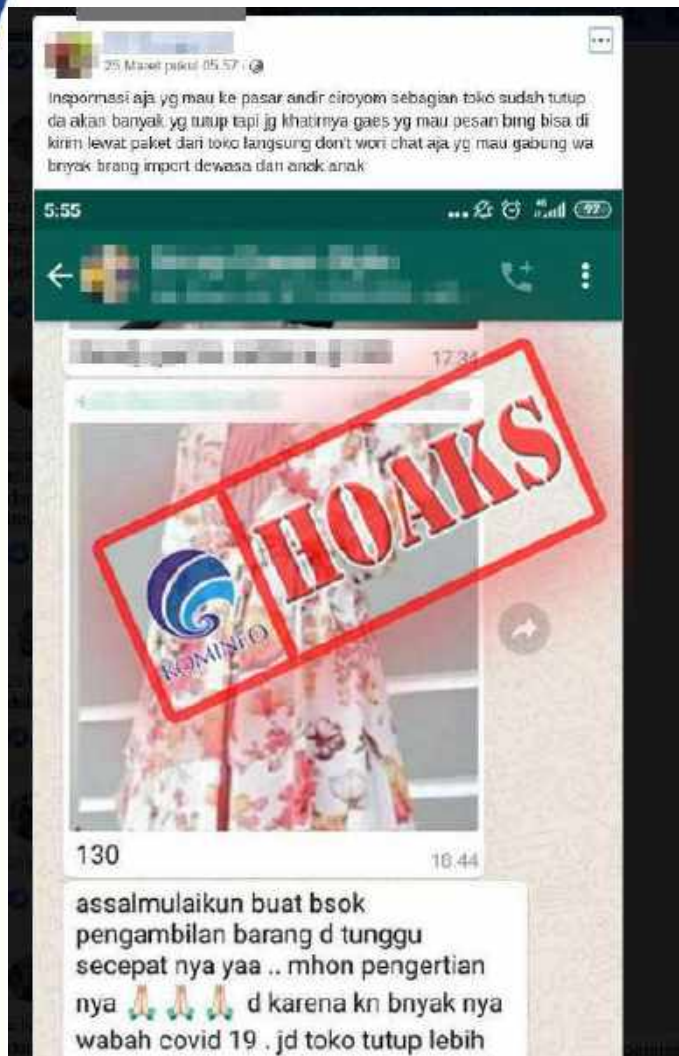 25 Maret pukul 05.57
Inspormasi aja yg mau ke pasar andir ciroyom sebagian toko sudah tutup
da akan banyak yg tutup tapi jg khatirnya gaes yg mau pesan brng bisa di
kirim lewat paket dari toko langsung don't wori chat aja yg mau gabung wa
bnyak brang import dewasa dan anak anak
5:55
92
17.34
HOAKS
KOMINFO
130
18.44
assalmulaikun buat bsok
pengambilan barang d tunggu
secepat nya yaa .. mhon pengertian
nya 🙏🏻 🙏🏻 🙏🏻 d karena kn bnyak nya
wabah covid 19 . jd toko tutup lebih